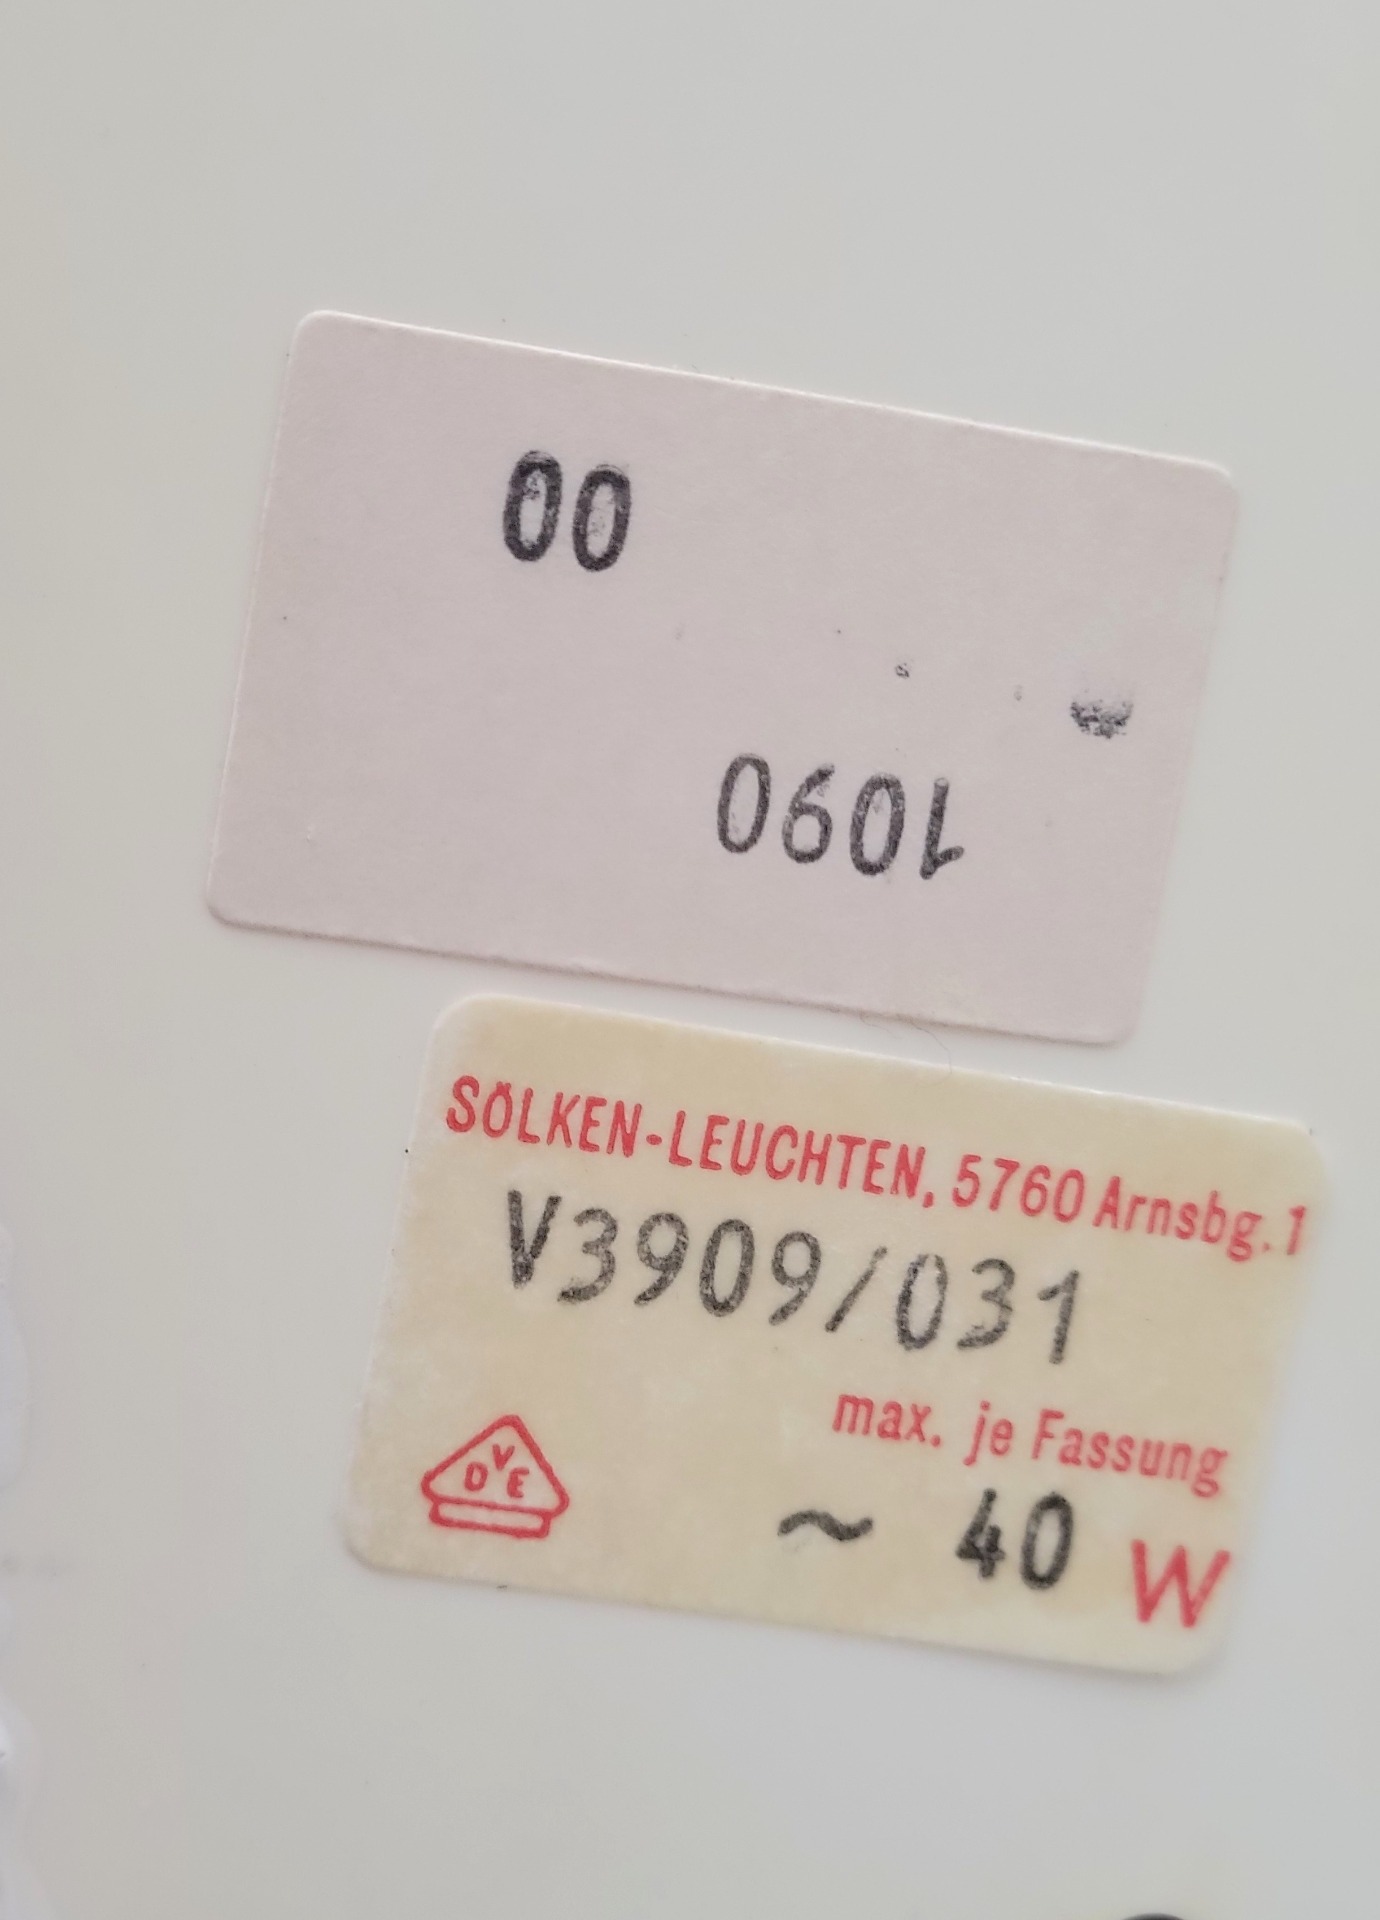 00
1090
SÖLKEN-LEUCHTEN, 5760 Arnsbg. 1
V3909/031
max. je Fassung
~ 40 W
VDE